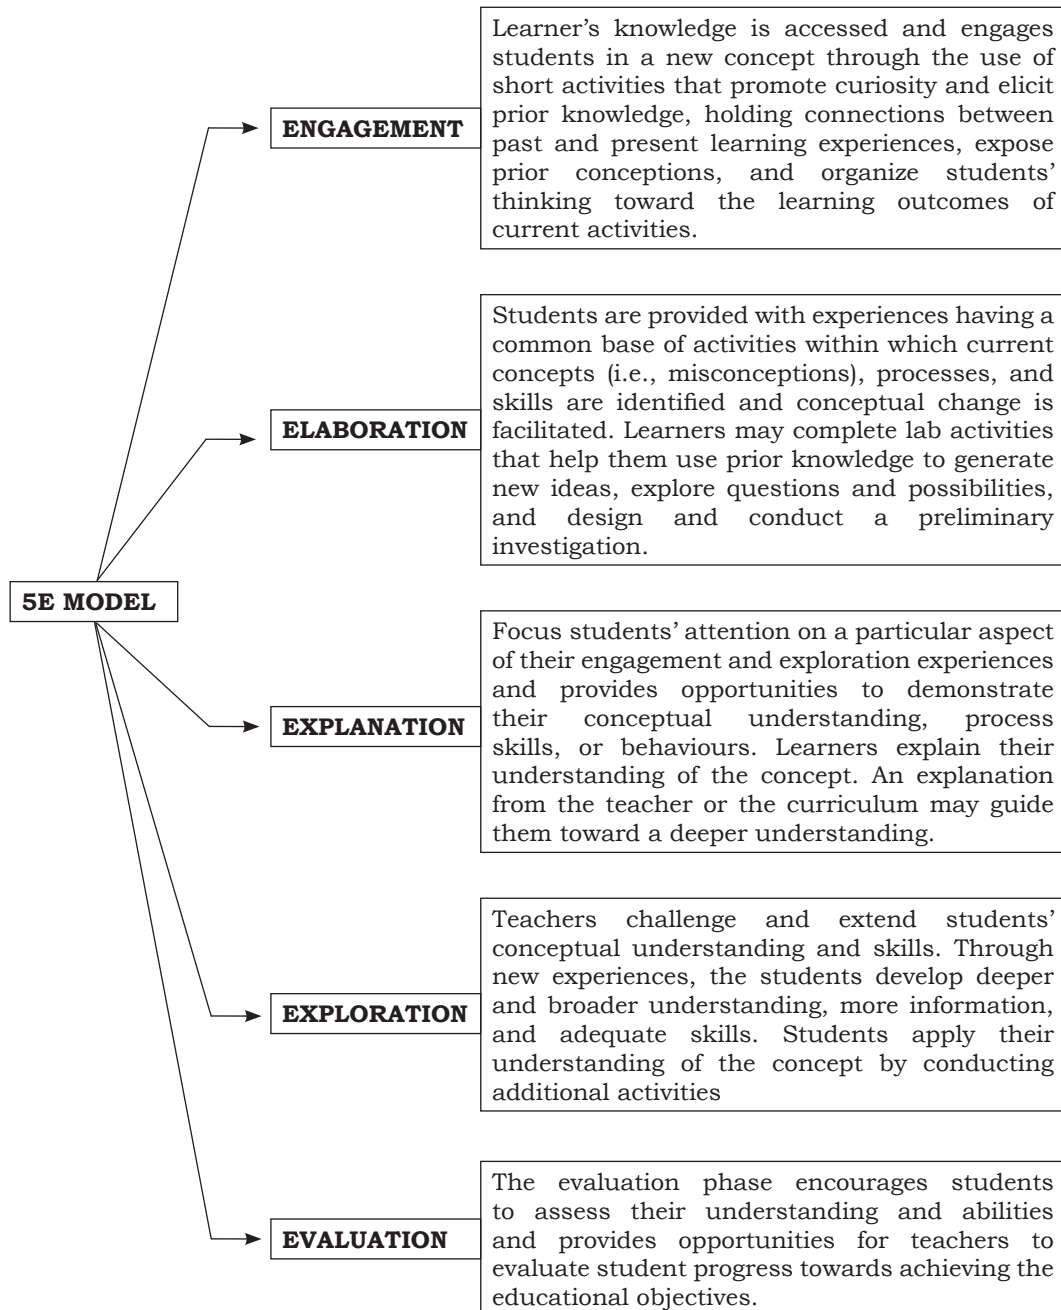 Learner's knowledge is accessed and engages
students in a new concept through the use of
short activities that promote curiosity and elicit
prior knowledge, holding connections between
past and present learning experiences, expose
prior conceptions, and organize students'
thinking toward the learning outcomes of
current activities.
ENGAGEMENT
Students are provided with experiences having a
common base of activities within which current
concepts (i.e., misconceptions), processes, and
skills are identified and conceptual change is
facilitated. Learners may complete lab activities
that help them use prior knowledge to generate
new ideas, explore questions and possibilities,
and design and conduct a preliminary
investigation.
ELABORATION
5E MODEL
Focus students' attention on a particular aspect
of their engagement and exploration experiences
and provides opportunities to demonstrate
their conceptual understanding, process
skills, or behaviours. Learners explain their
understanding of the concept. An explanation
from the teacher or the curriculum may guide
them toward a deeper understanding.
EXPLANATION
Teachers challenge and extend students'
conceptual understanding and skills. Through
new experiences, the students develop deeper
and broader understanding, more information,
and adequate skills. Students apply their
understanding of the concept by conducting
additional activities
EXPLORATION
The evaluation phase encourages students
to assess their understanding and abilities
and provides opportunities for teachers to
evaluate student progress towards achieving the
educational objectives.
EVALUATION